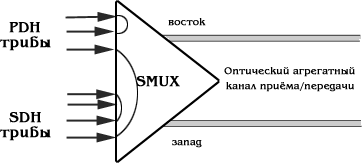 PDH
трибы
восток
SMUX
Оптический агрегатный
канал приёма/передачи
SDH
трибы
запад